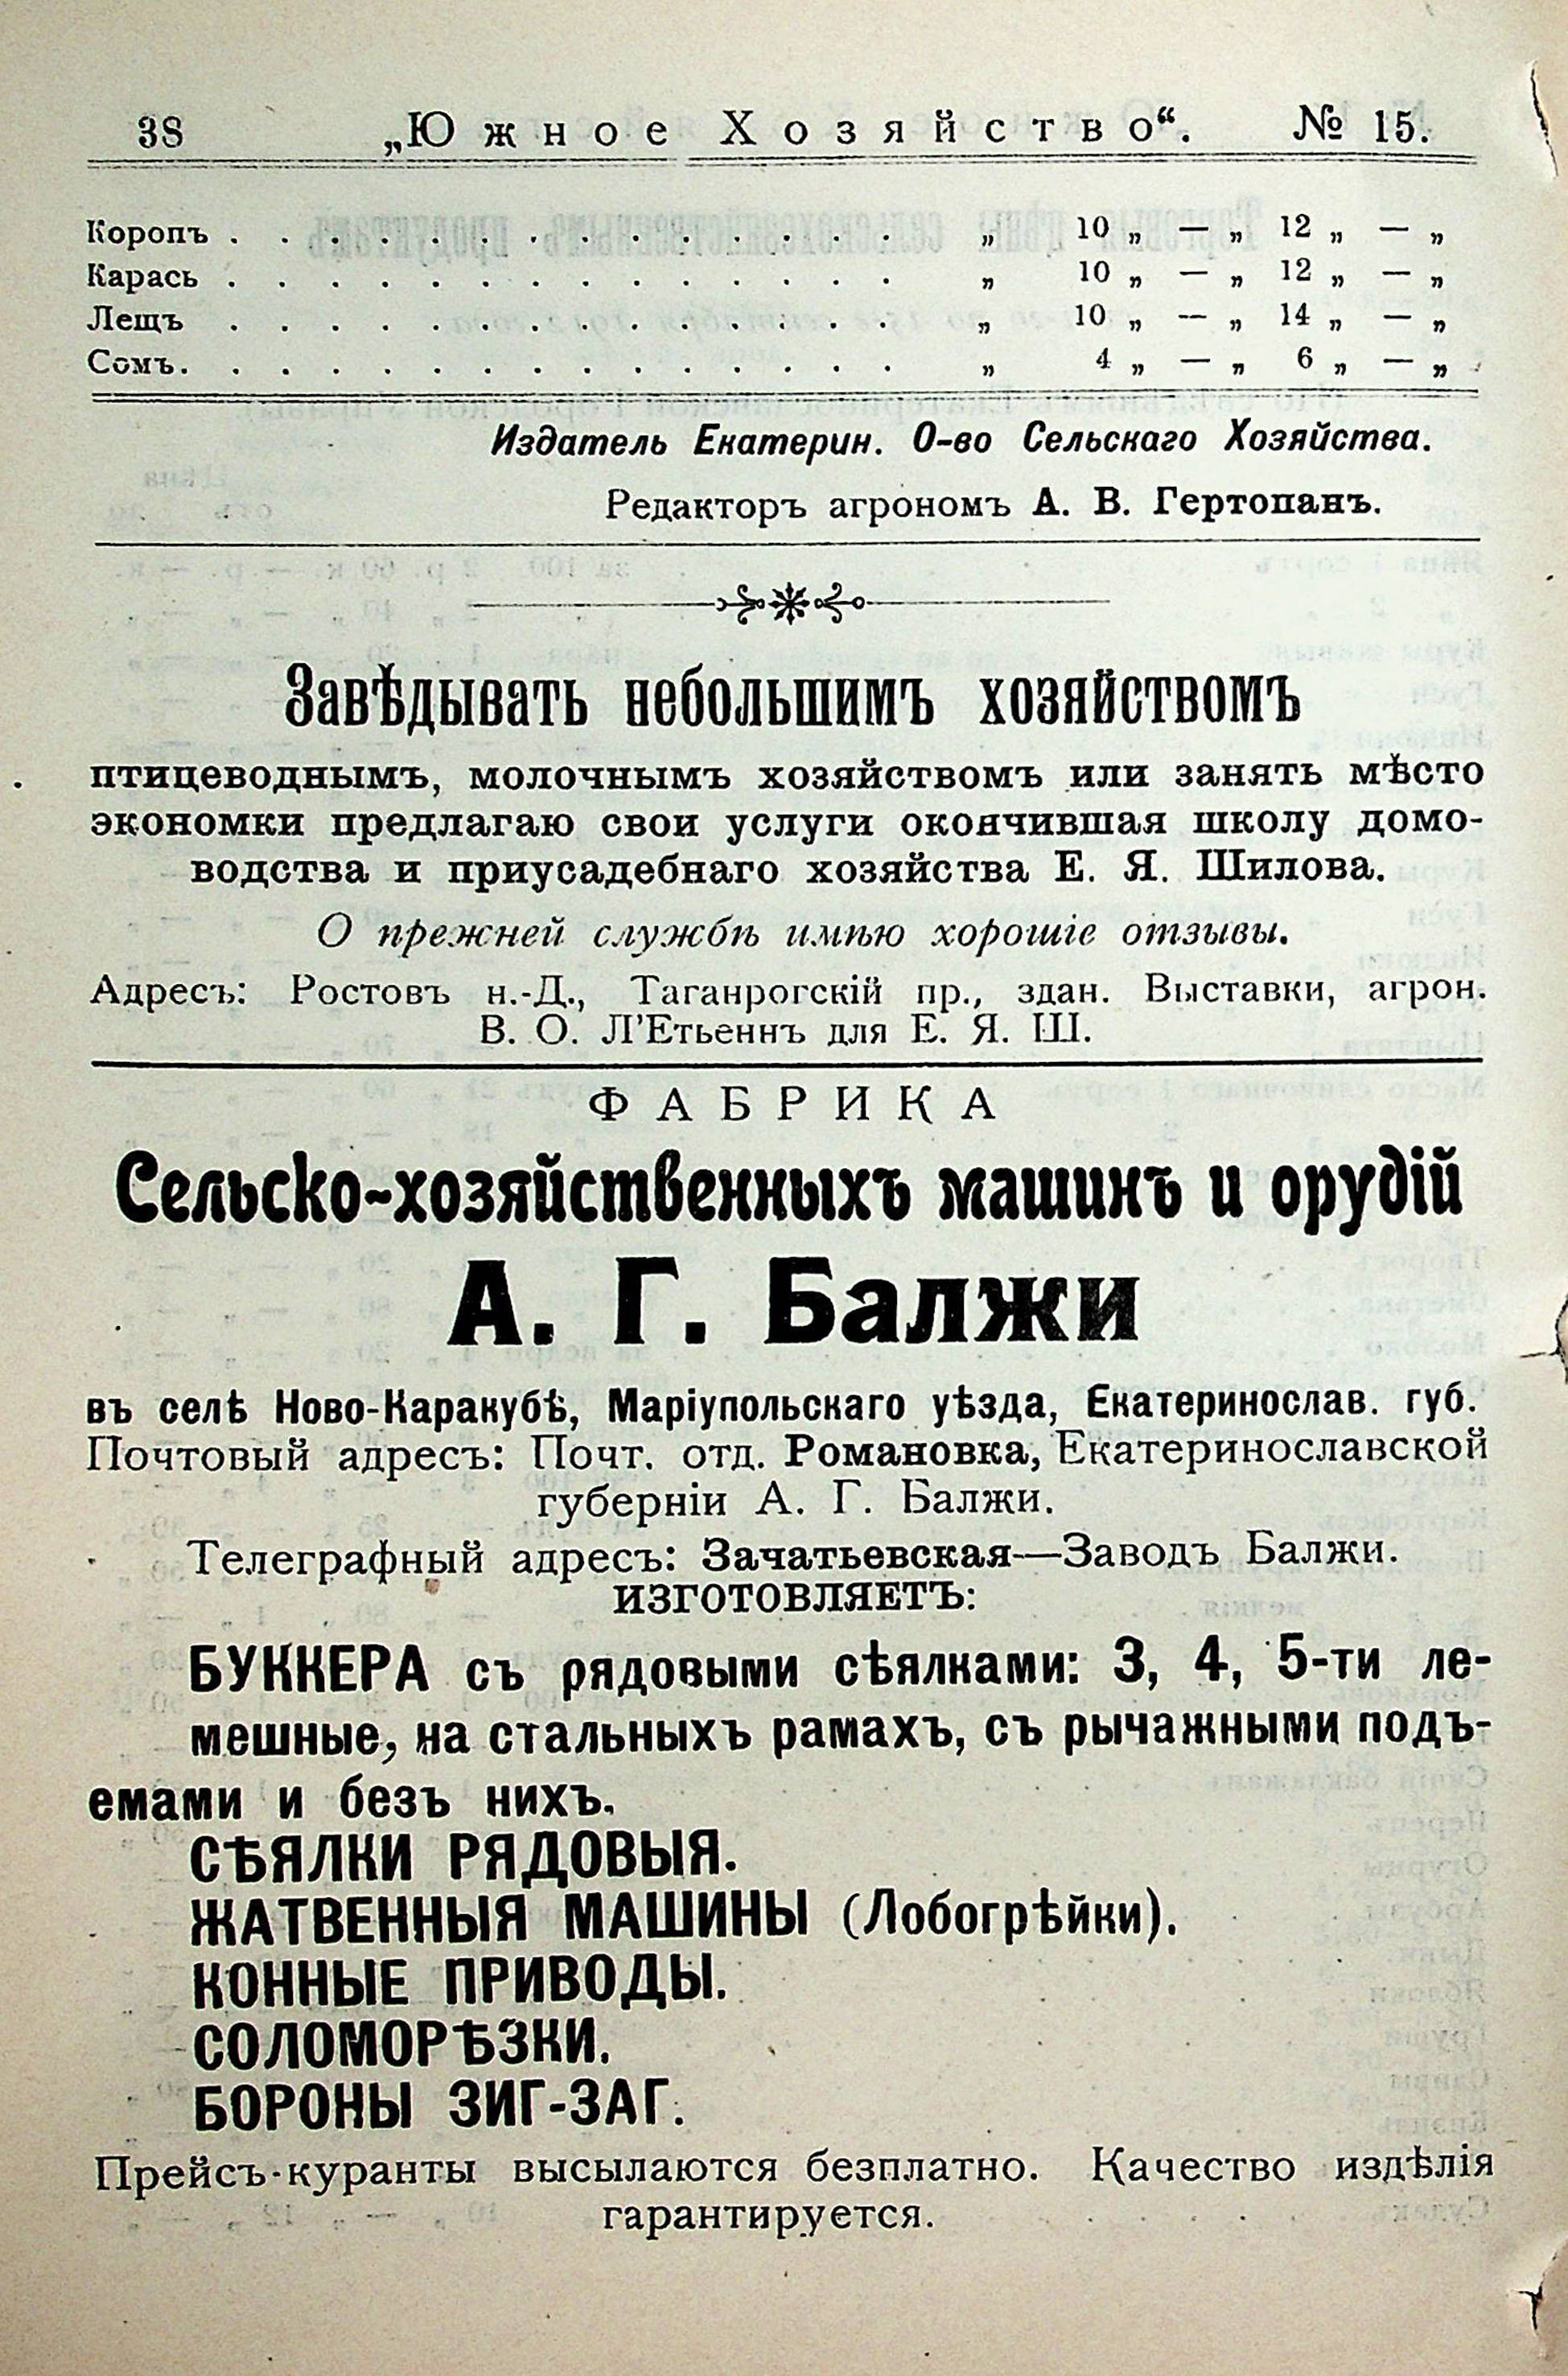 38 „Южное Хозяйство“. № 15.
Коропъ . . . . . . . . . . . . . . „ 10 „ — „ 12 „ — „
Карась . . . . . . . . . . . . . . „ 10 „ — „ 12 „ — „
Лещъ . . . . . . . . . . . . . . „ 10 „ — „ 14 „ — „
Сомъ. . . . . . . . . . . . . . . „ 4 „ — „ 6 „ — „
Издатель Екатерин. О-во Сельскаго Хозяйства.
Редакторъ агрономъ А. В. Гертопанъ.
Завѣдывать небольшимъ хозяйствомъ
птицеводнымъ, молочнымъ хозяйствомъ или занять мѣсто
экономки предлагаю свои услуги окончившая школу домо-
водства и приусадебнаго хозяйства Е. Я. Шилова.
О прежней службѣ имѣю хорошіе отзывы.
Адресъ: Ростовъ н.-Д., Таганрогскій пр., здан. Выставки, агрон.
В. О. Л’Етьеннъ для Е. Я. Ш.
ФАБРИКА
Сельско-хозяйственныхъ машинъ и орудій
А. Г. Балжи
въ селѣ Ново-Каракубѣ, Маріупольскаго уѣзда, Екатеринослав. губ.
Почтовый адресъ: Почт. отд. Романовка, Екатеринославской
губерніи А. Г. Балжи.
Телеграфный адресъ: Зачатьевская—Заводъ Балжи.
ИЗГОТОВЛЯЕТЪ:
БУККЕРА съ рядовыми сѣялками: 3, 4, 5-ти ле-
мешные, на стальныхъ рамахъ, съ рычажными подъ-
емами и безъ нихъ.
СѢЯЛКИ РЯДОВЫЯ.
ЖАТВЕННЫЯ МАШИНЫ (Лобогрѣйки).
КОННЫЕ ПРИВОДЫ.
СОЛОМОРѢЗКИ.
БОРОНЫ ЗИГ-ЗАГ.
Прейсъ-куранты высылаются безплатно. Качество издѣлія
гарантируется.